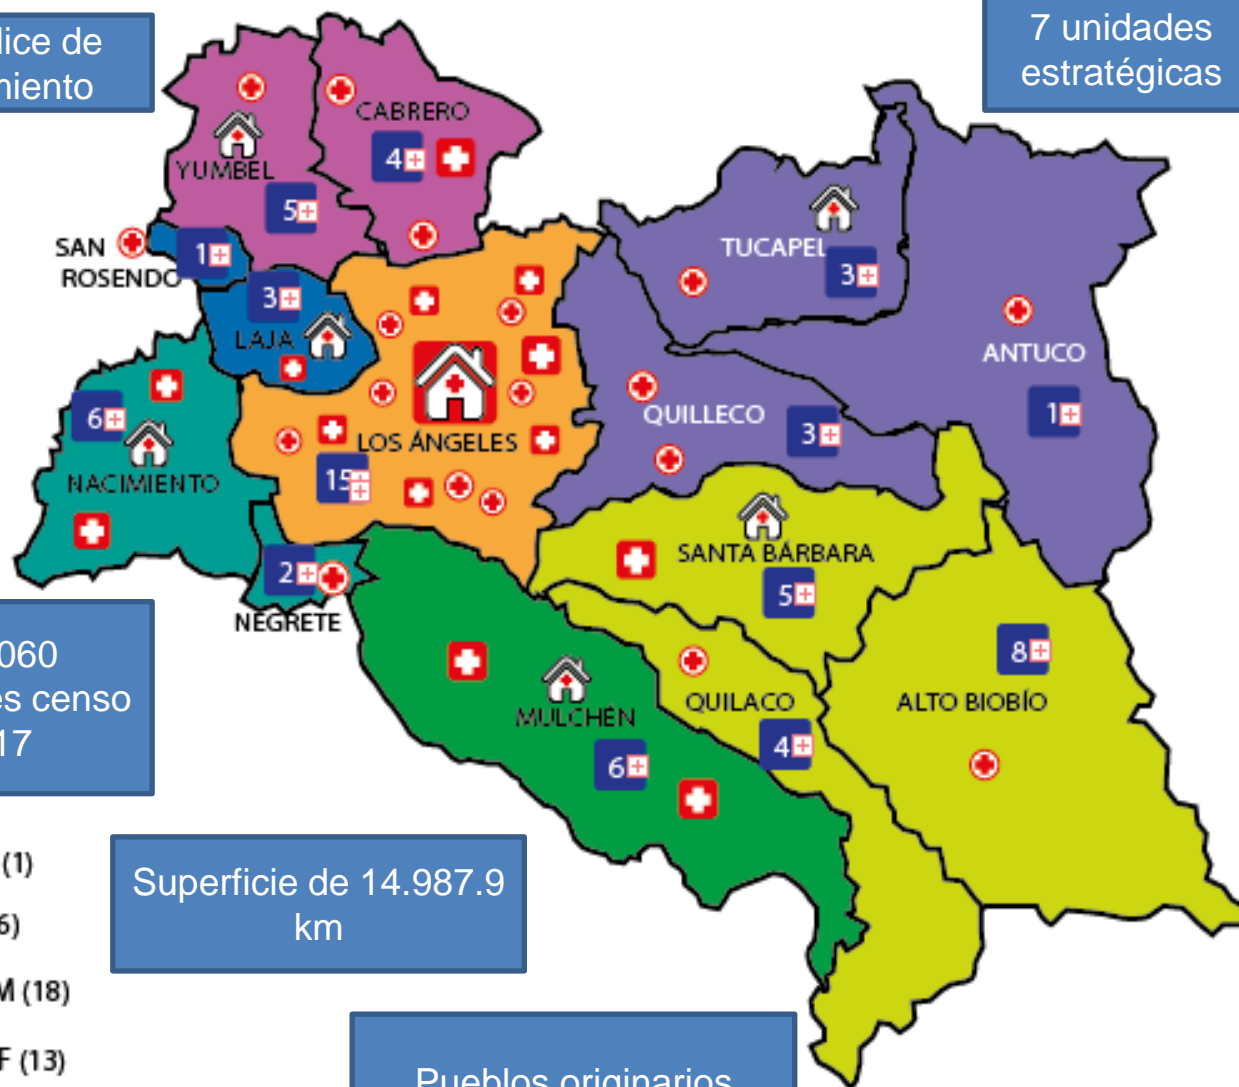 dice de
miento
7 unidades
estratégicas
CABRERO
4
YUMBEL
5
SAN
ROSENDO
1
TUCAPEL
3
3
LAJA
ANTUCO
1
QUILLECO
3
6
NACIMIENTO
LOS ÁNGELES
15
SANTA BÁRBARA
5
2
NEGRETE
060
es censo
17
8
ALTO BIOBÍO
QUILACO
4
MULCHÉN
6
(1)
6)
M (18)
F (13)
Superficie de 14.987.9
km
Pueblos originarios